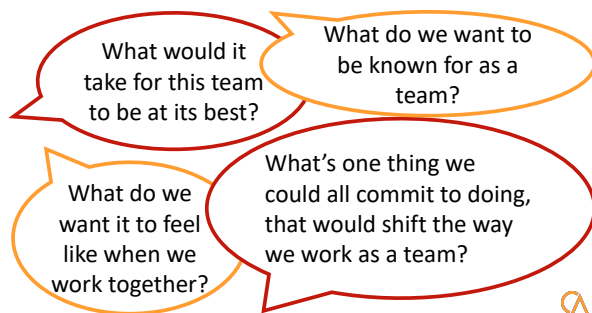 What would it
take for this team
to be at its best?
What do we want to
be known for as a
team?
What do we
want it to feel
like when we
work together?
What’s one thing we
could all commit to doing,
that would shift the way
we work as a team?
CA